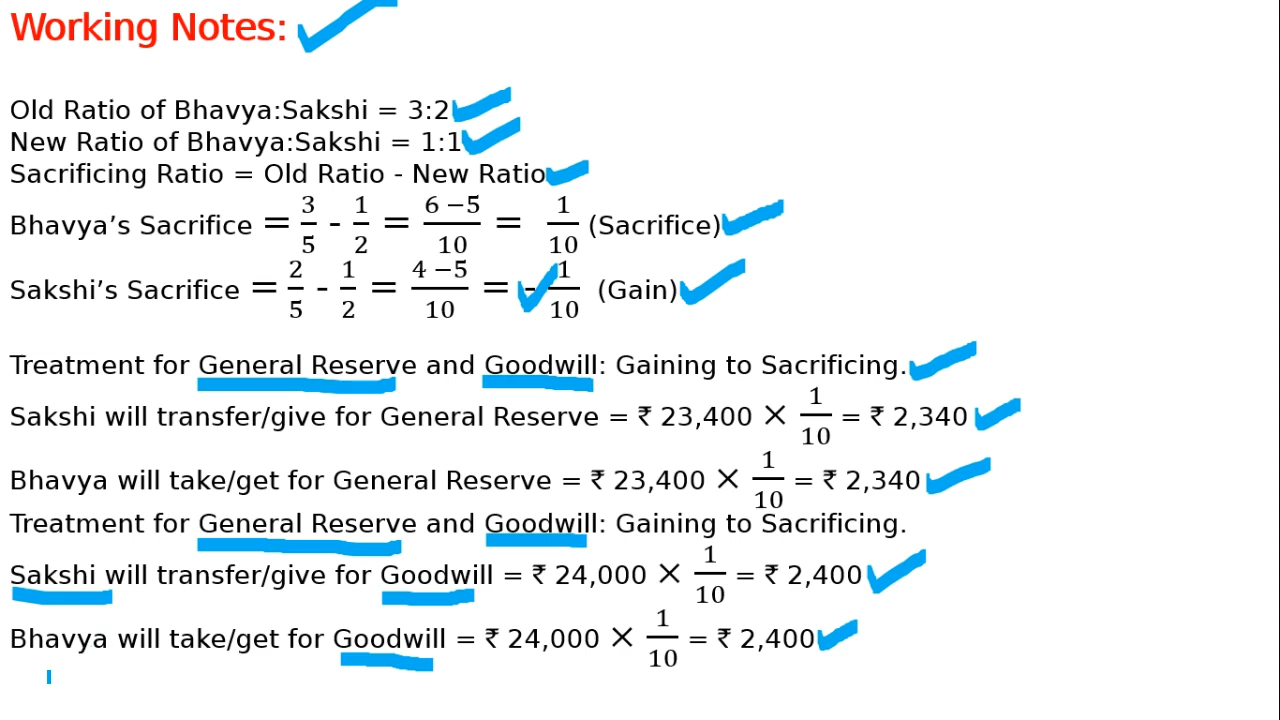 Working Notes:
Old Ratio of Bhavya:Sakshi = 3:2
New Ratio of Bhavya:Sakshi = 1:1
Sacrificing Ratio = Old Ratio - New Ratio
Bhavya’s Sacrifice = 3/5 - 1/2 = 6 −5/10 = 1/10 (Sacrifice)
Sakshi’s Sacrifice = 2/5 - 1/2 = 4 −5/10 = -1/10 (Gain)
Treatment for General Reserve and Goodwill: Gaining to Sacrificing.
Sakshi will transfer/give for General Reserve = ₹ 23,400 × 1/10 = ₹ 2,340
Bhavya will take/get for General Reserve = ₹ 23,400 × 1/10 = ₹ 2,340
Treatment for General Reserve and Goodwill: Gaining to Sacrificing.
Sakshi will transfer/give for Goodwill = ₹ 24,000 × 1/10 = ₹ 2,400
Bhavya will take/get for Goodwill = ₹ 24,000 × 1/10 = ₹ 2,400